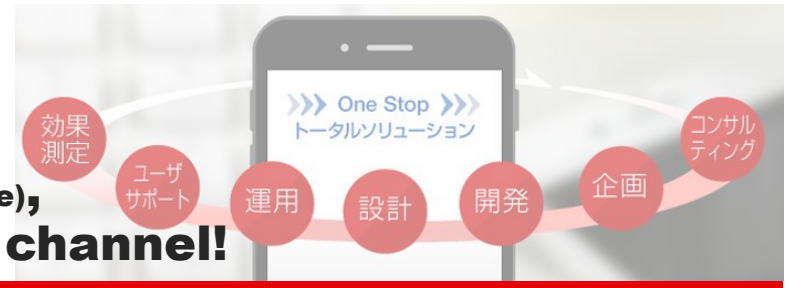 >>> One Stop >>>
トータルソリューション
効果
測定
ユーザ
サポート
運用
設計
開発
企画
コンサル
ティング
e),
channel!